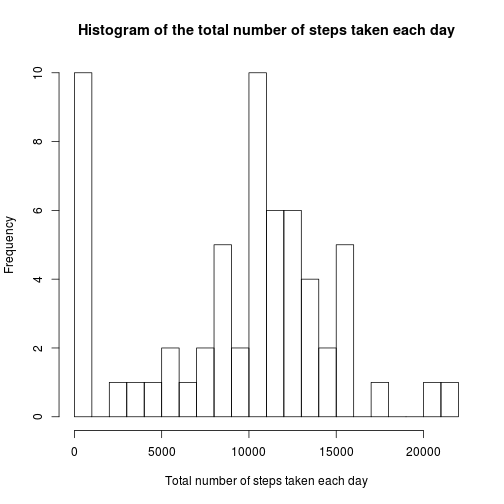 Histogram of the total number of steps taken each day
Frequency
10
8
6
4
2
0
0 5000 10000 15000 20000
Total number of steps taken each day